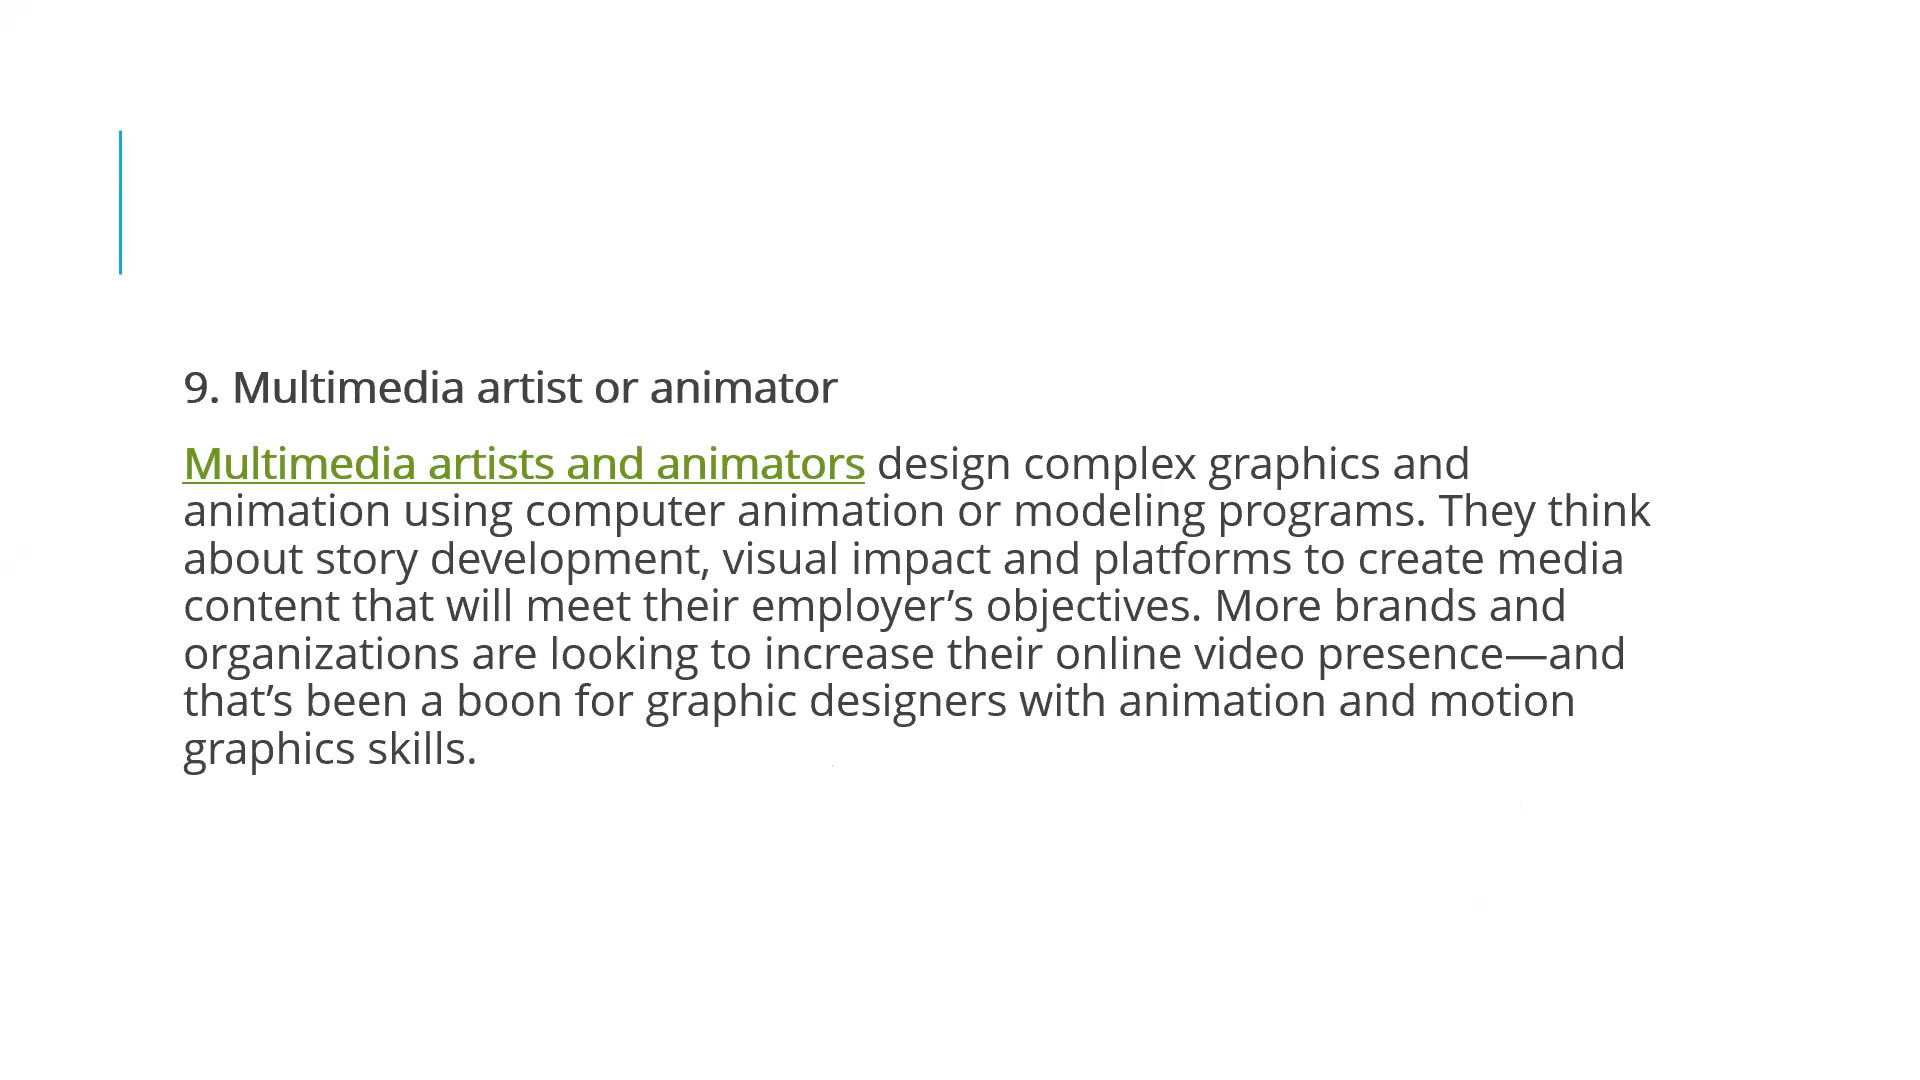 9. Multimedia artist or animator
Multimedia artists and animators design complex graphics and
animation using computer animation or modeling programs. They think
about story development, visual impact and platforms to create media
content that will meet their employer’s objectives. More brands and
organizations are looking to increase their online video presence—and
that’s been a boon for graphic designers with animation and motion
graphics skills.